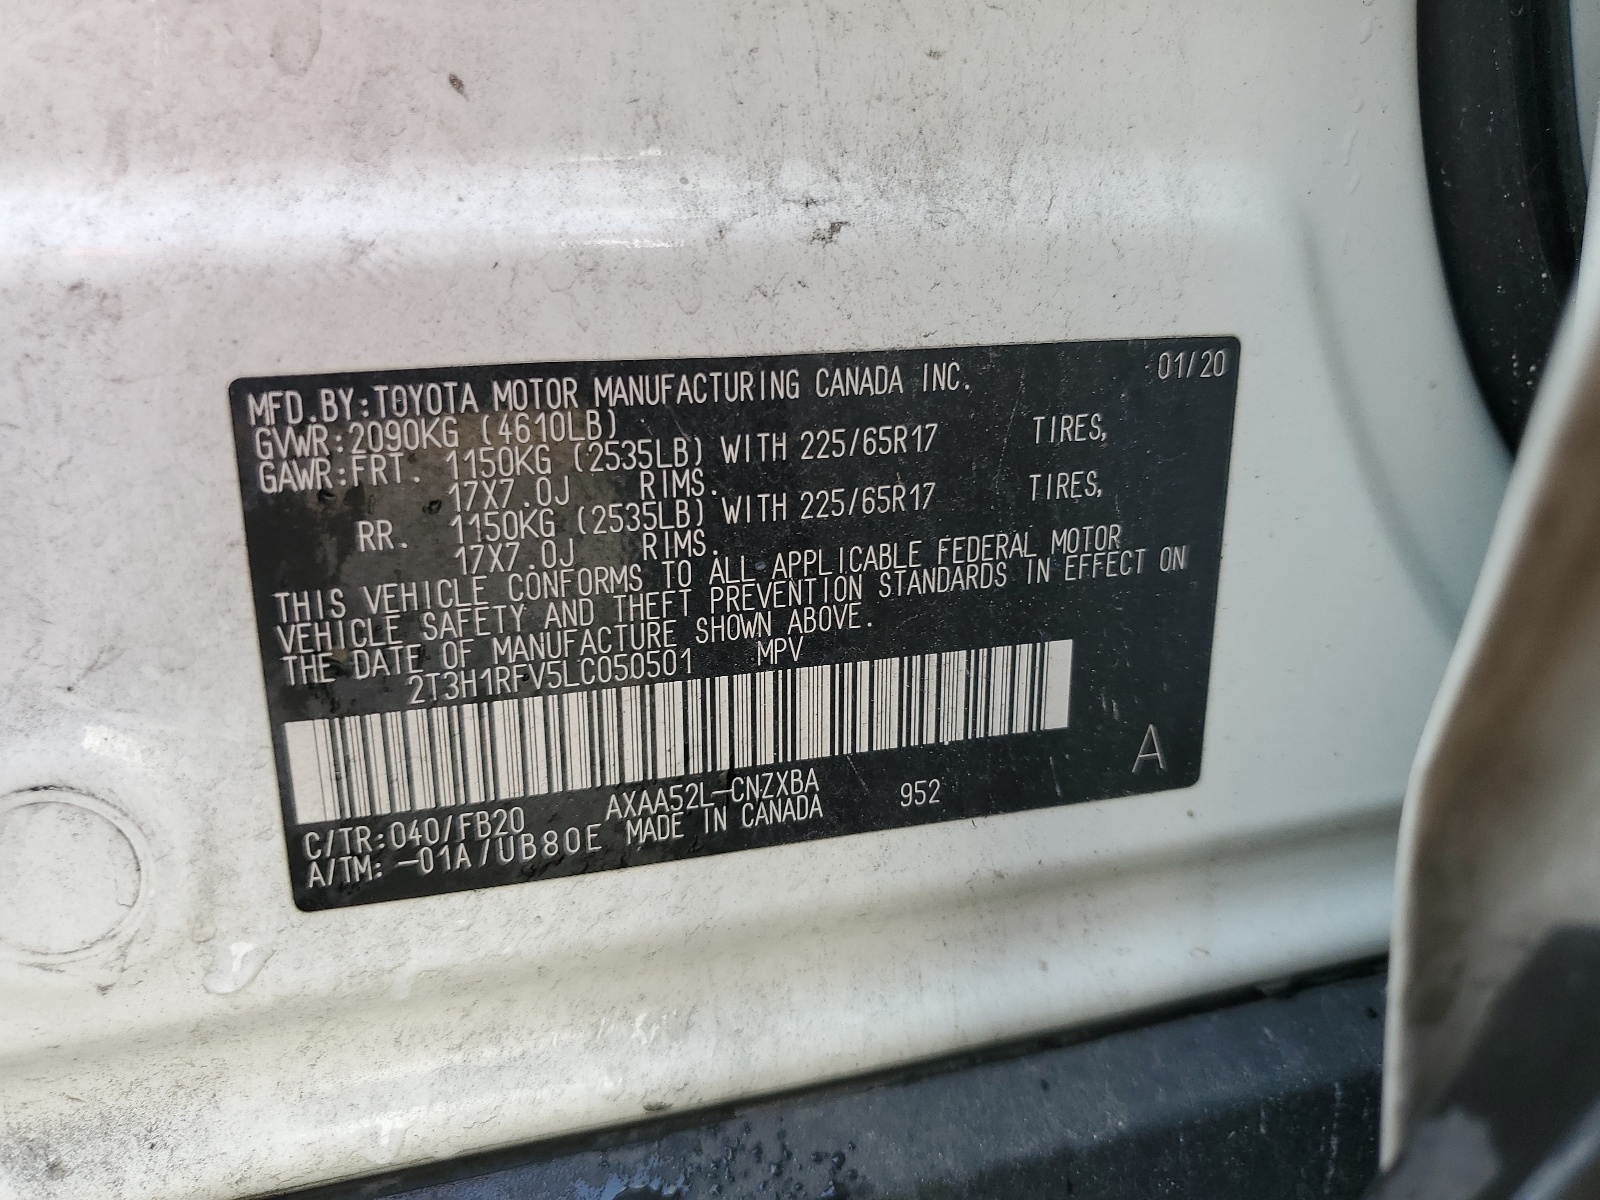 MFD.BY:TOYOTA MOTOR MANUFACTURING CANADA INC. 01/20
GVWR:2090KG (4610LB)
GAWR:FRT. 1150KG (2535LB) WITH 225/65R17 TIRES,
17X7.0J RIMS.
RR. 1150KG (2535LB) WITH 225/65R17 TIRES,
17X7.0J RIMS.
THIS VEHICLE CONFORMS TO ALL APPLICABLE FEDERAL MOTOR
VEHICLE SAFETY AND THEFT PREVENTION STANDARDS IN EFFECT ON
THE DATE OF MANUFACTURE SHOWN ABOVE.
2T3H1RFV5LC050501 MPV
A
C/TR:040/FB20 AXAA52L-CNZXBA 952
A/TM: -01A/UB80E MADE IN CANADA